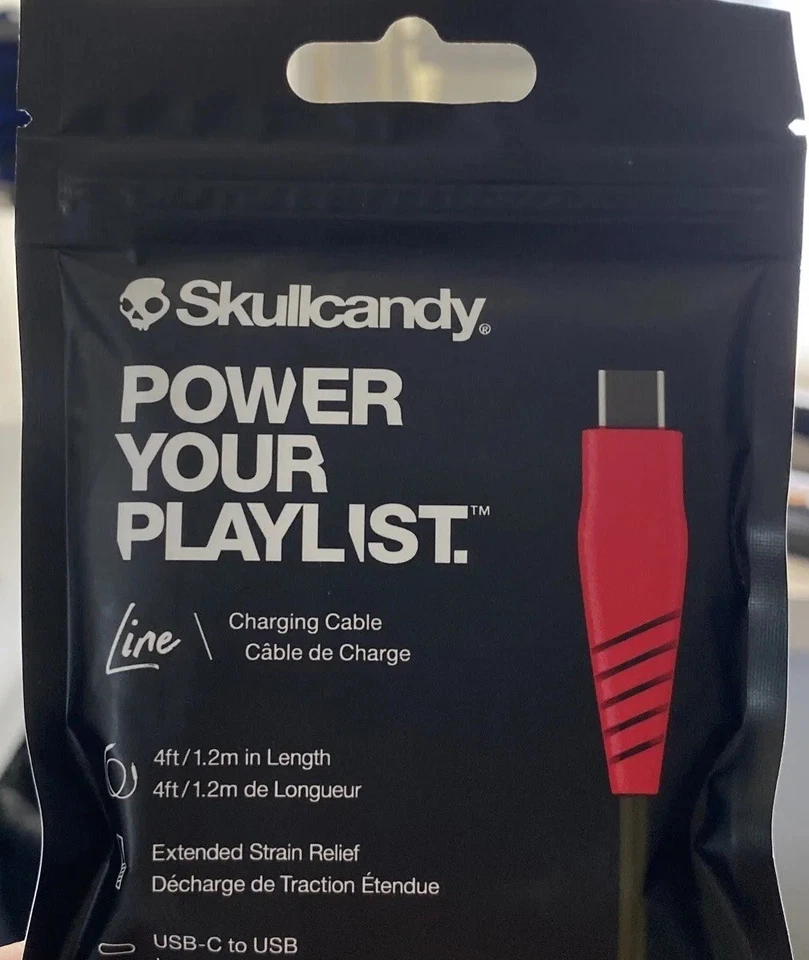 Skullcandy®
POWER
YOUR
PLAYLIST.™
Line \ Charging Cable
Câble de Charge
4ft/1.2m in Length
4ft/1.2m de Longueur
Extended Strain Relief
Décharge de Traction Étendue
USB-C to USB